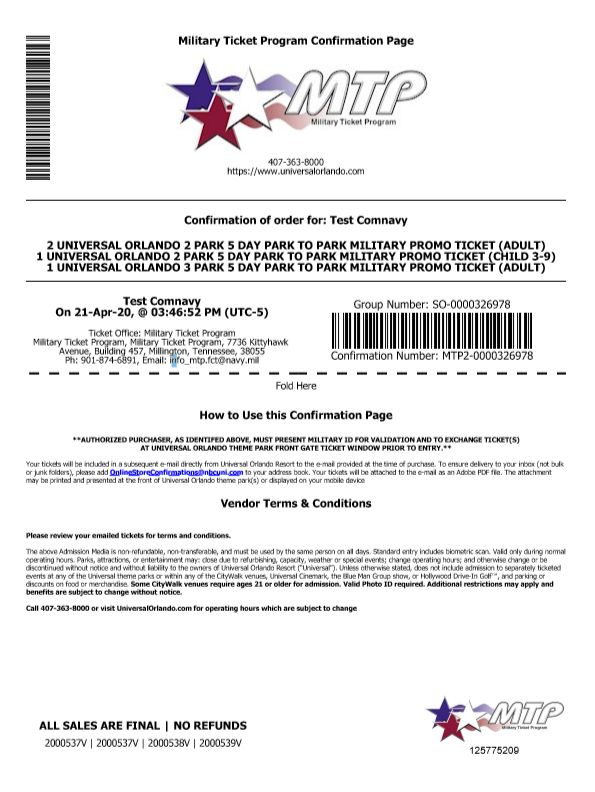 Military Ticket Program Confirmation Page
MTP
Military Ticket Program
407-363-8000
https://www.universalorlando.com
Confirmation of order for: Test Comnavy
2 UNIVERSAL ORLANDO 2 PARK 5 DAY PARK TO PARK MILITARY PROMO TICKET (ADULT)
1 UNIVERSAL ORLANDO 2 PARK 5 DAY PARK TO PARK MILITARY PROMO TICKET (CHILD 3-9)
1 UNIVERSAL ORLANDO 3 PARK 5 DAY PARK TO PARK MILITARY PROMO TICKET (ADULT)
Test Comnavy
On 21-Apr-20, @ 03:46:52 PM (UTC-5)
Ticket Office: Military Ticket Program
Military Ticket Program, Military Ticket Program, 7736 Kittyhawk
Avenue, Building 457, Millington, Tennessee, 38055
Ph: 901-874-6891, Email: info_mtp.fct@navy.mil
Group Number: SO-0000326978
Confirmation Number: MTP2-0000326978
Fold Here
How to Use this Confirmation Page
**AUTHORIZED PURCHASER, AS IDENTIFED ABOVE, MUST PRESENT MILITARY ID FOR VALIDATION AND TO EXCHANGE TICKET(S)
AT UNIVERSAL ORLANDO THEME PARK FRONT GATE TICKET WINDOW PRIOR TO ENTRY.**
Your tickets will be included in a subsequent e-mail directly from Universal Orlando Resort to the e-mail provided at the time of purchase. To ensure delivery to your inbox (not bulk
or junk folders), please add OnlineStoreConfirmations@nbcuni.com to your address book. Your tickets will be attached to the e-mail as an Adobe PDF file. The attachment
may be printed and presented at the front of Universal Orlando theme park(s) or displayed on your mobile device
Vendor Terms & Conditions
Please review your emailed tickets for terms and conditions.
The above Admission Media is non-refundable, non-transferable, and must be used by the same person on all days. Standard entry includes biometric scan. Valid only during normal
operating hours. Parks, attractions, or entertainment may: close due to refurbishing, capacity, weather or special events; change operating hours; and otherwise change or be
discontinued without notice and without liability to the owners of Universal Orlando Resort ("Universal"). Unless otherwise stated, does not include admission to separately ticketed
events at any of the Universal theme parks or within any of the CityWalk venues, Universal Cinemark, the Blue Man Group show, or Hollywood Drive-In Golf™, and parking or
discounts on food or merchandise. Some CityWalk venues require ages 21 or older for admission. Valid Photo ID required. Additional restrictions may apply and
benefits are subject to change without notice.
Call 407-363-8000 or visit UniversalOrlando.com for operating hours which are subject to change
ALL SALES ARE FINAL | NO REFUNDS
2000537V | 2000537V | 2000538V | 2000539V
MTP
Military Ticket Program
125775209